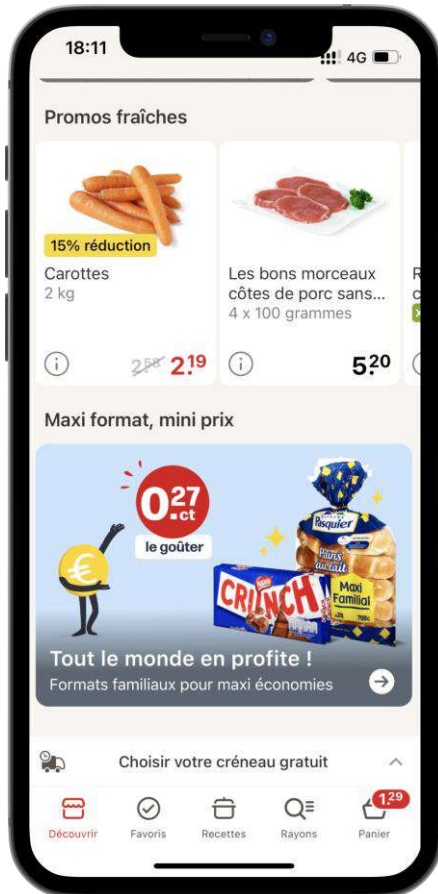 18:11
4G
Promos fraîches
15% réduction
Carottes
2 kg
2.58 2.19
Les bons morceaux
côtes de porc sans...
4 x 100 grammes
5.20
R
c
Maxi format, mini prix
0.27
ct
le goûter
€
Pasquier
Pains
au lait
Maxi
Familial
x20 700g
Nestlé
CRUNCH
Tout le monde en profite !
Formats familiaux pour maxi économies
Choisir votre créneau gratuit
1.29
Découvrir
Favoris
Recettes
Rayons
Panier